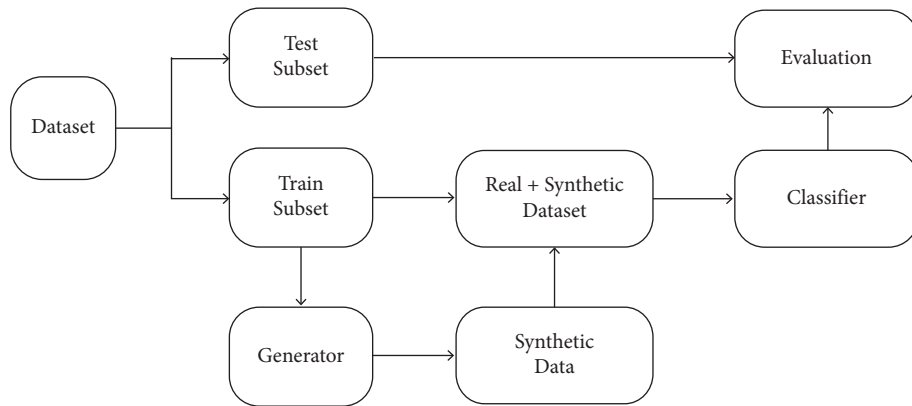 Test
Subset
Evaluation
Dataset
Train
Subset
Real + Synthetic
Dataset
Classifier
Generator
Synthetic
Data